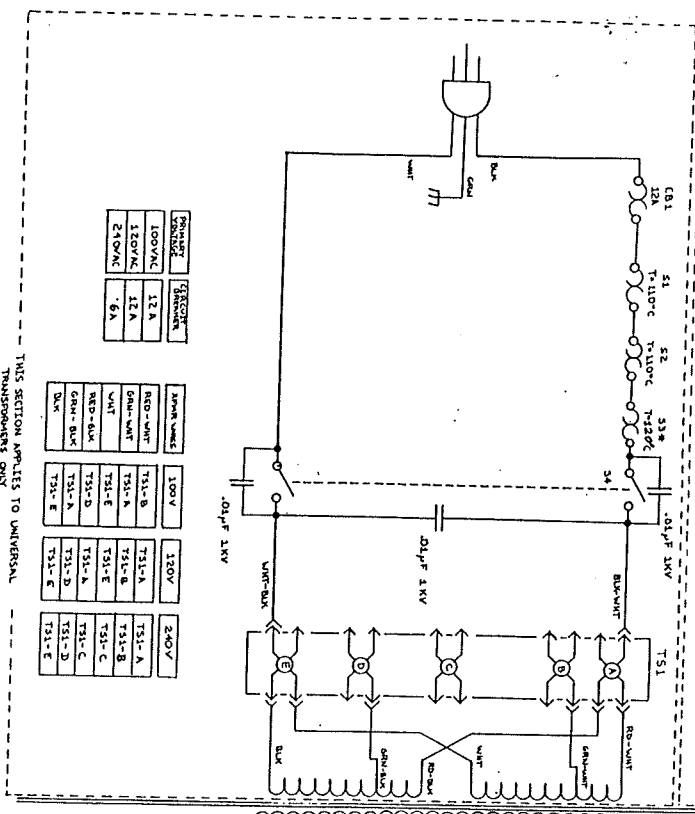 CB1
12A
S1
T=110°C
S2
T=110°C
S3*
T=120°C
S4
.01µF 1KV
BLK
GRN
WHT
.01µF 1KV
.01µF 1KV
BLK-WHT
WHT-BLK
TS1
A
B
C
D
E
RD-WHT
GRN-WHT
WHT
RD-BLK
GRN-BLK
BLK
PRIMARY VOLTAGE CIRCUIT BREAKER
100VAC 12A
120VAC 12A
240VAC 6A
XFMR WIRES 100V 120V 240V
RED-WHT TS1-B TS1-A TS1-A
GRN-WHT TS1-A TS1-B TS1-B
WHT TS1-E TS1-E TS1-C
RED-BLK TS1-D TS1-A TS1-C
GRN-BLK TS1-A TS1-D TS1-D
BLK TS1-E TS1-E TS1-E
THIS SECTION APPLIES TO UNIVERSAL
TRANSFORMERS ONLY